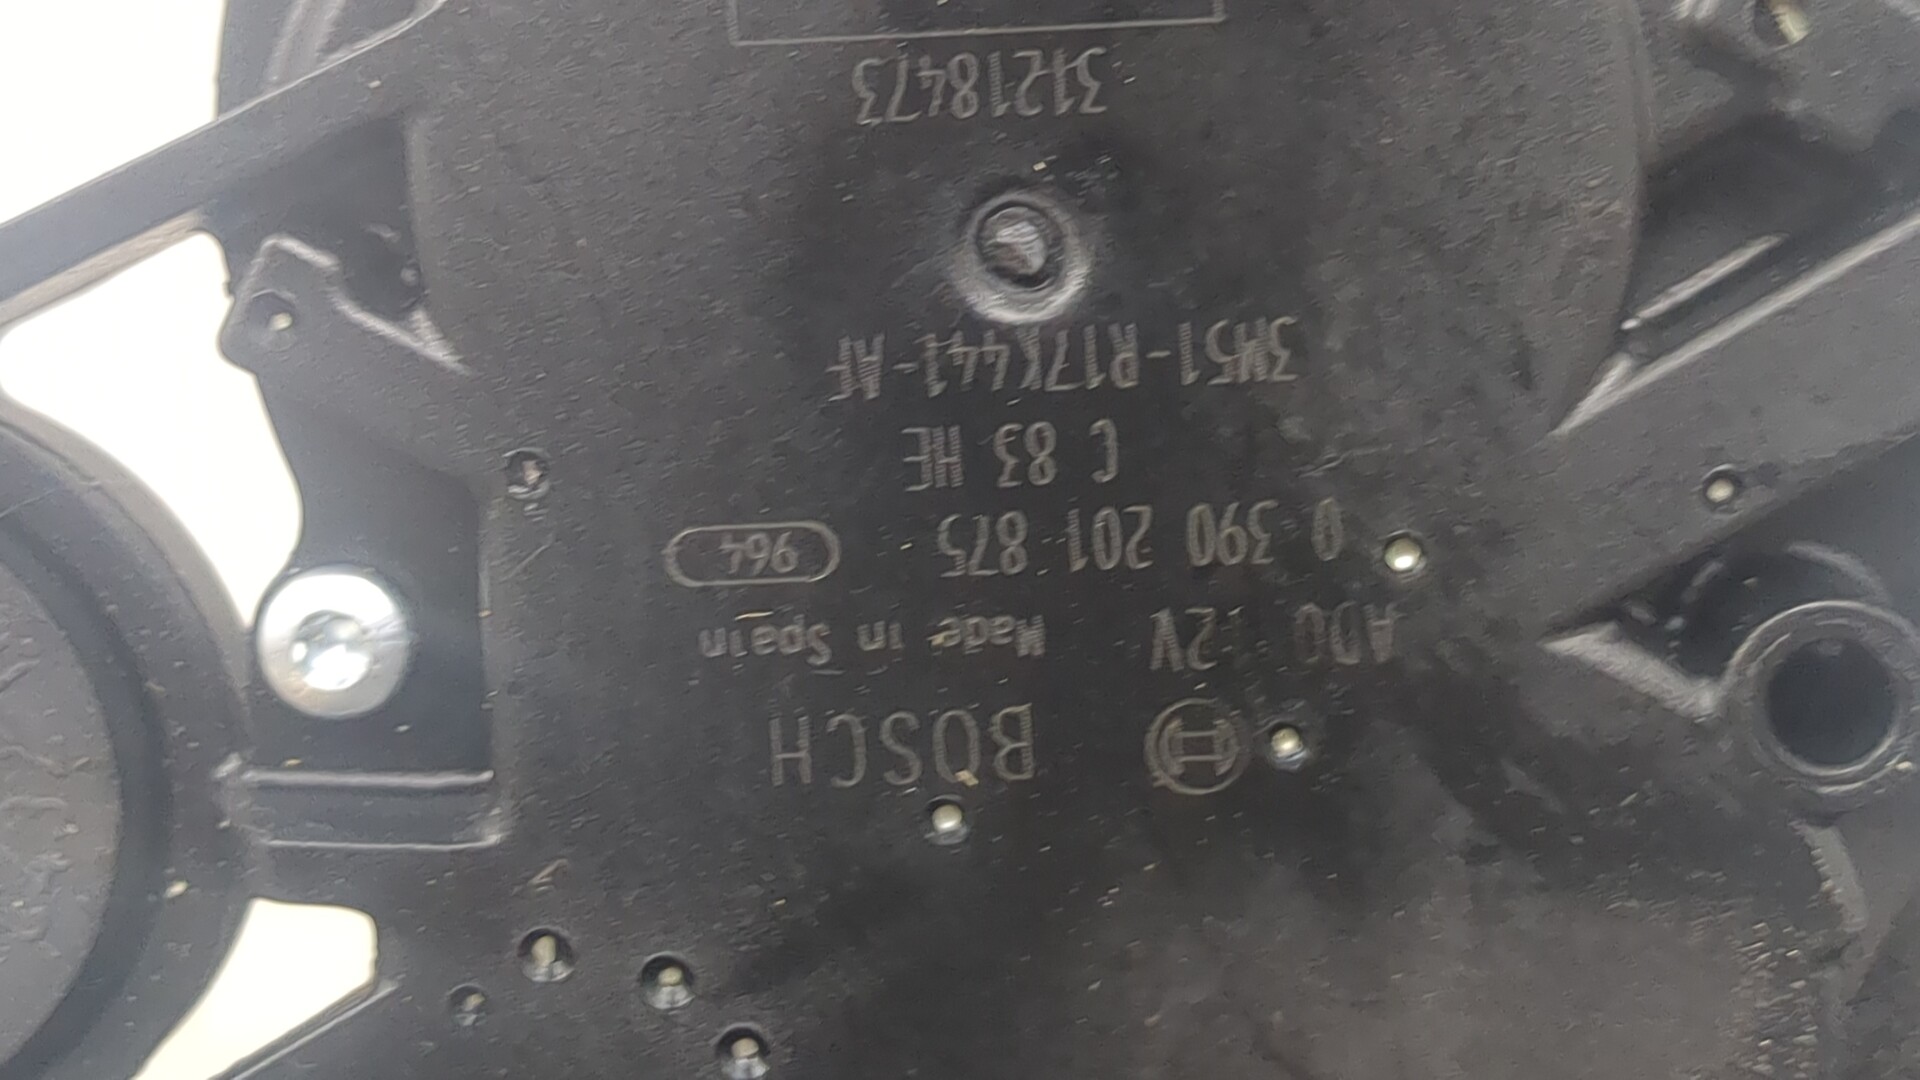 BOSCH
ADO 12V Made in Spain
0 390 201 875 964
C 83 HE
3M51-R17K441-AF
31218473